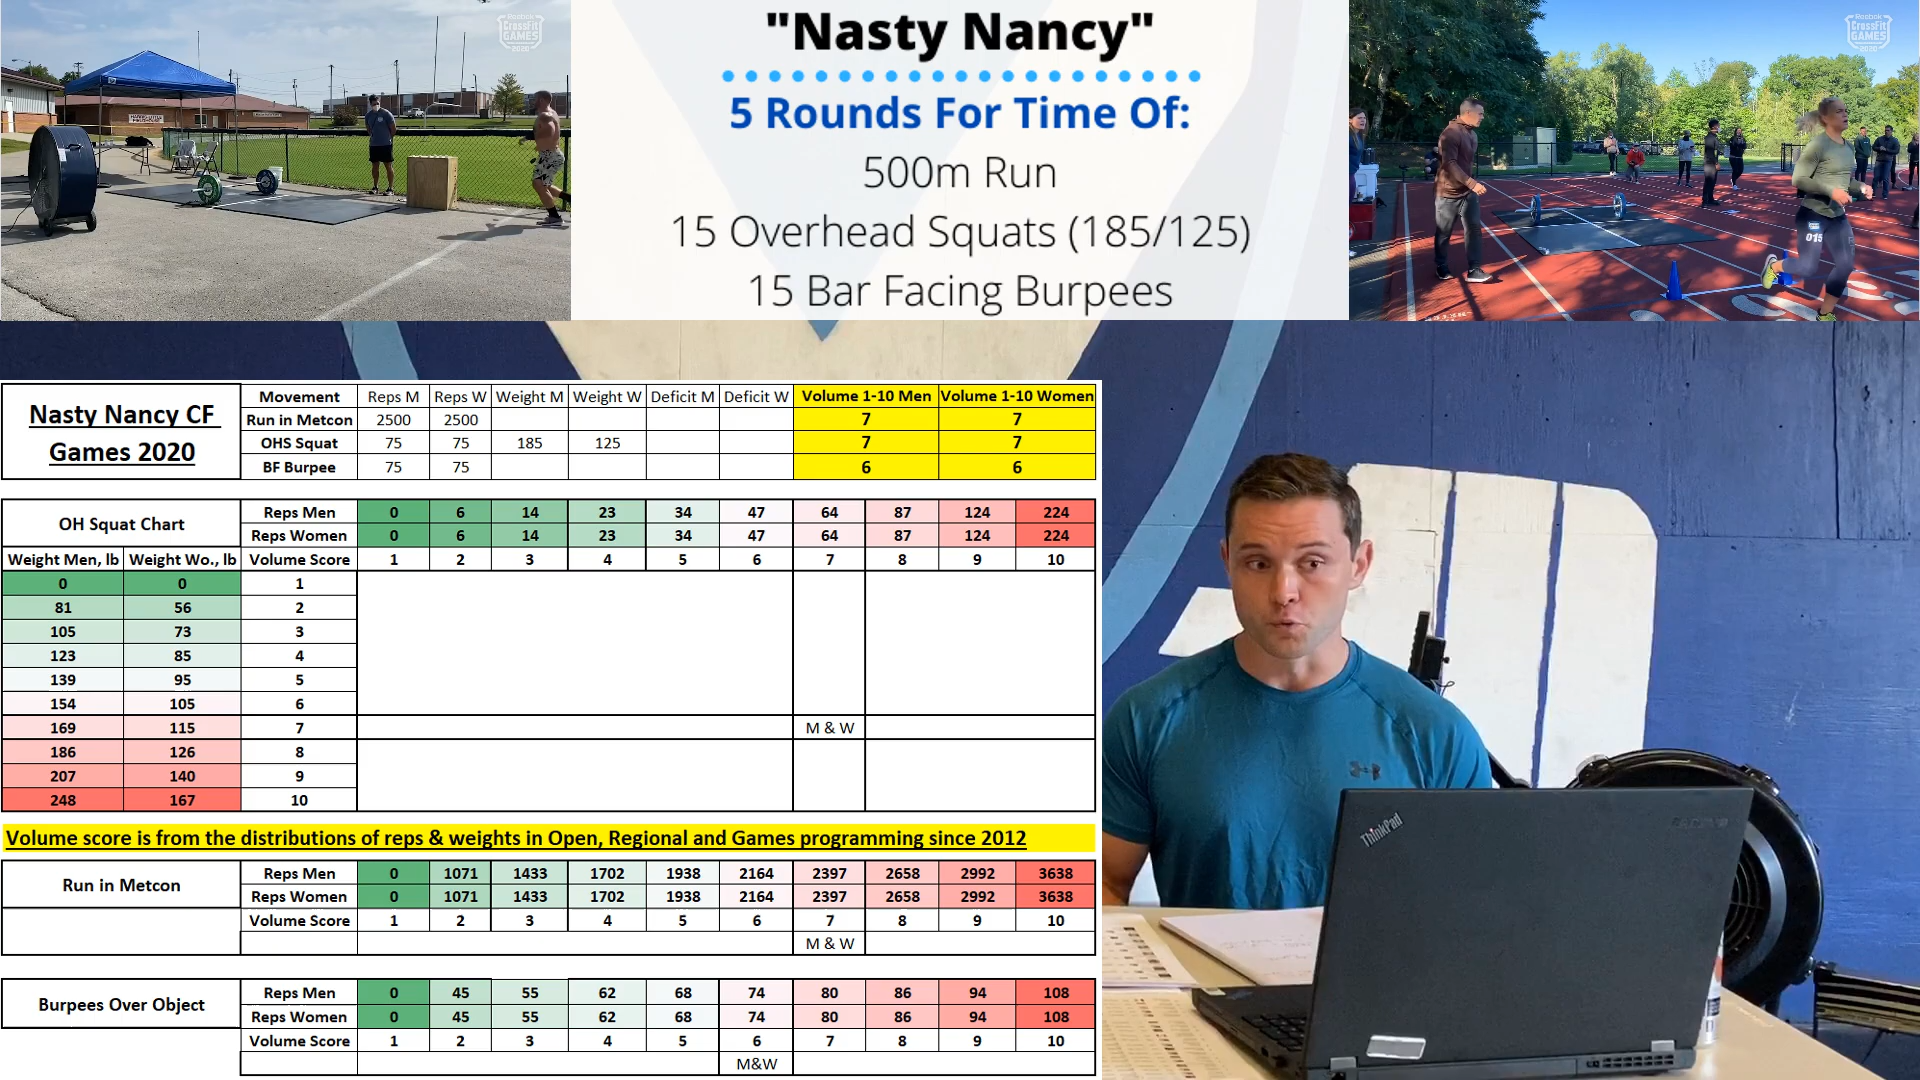 Reebok
CrossFit
GAMES
2020
"Nasty Nancy"
5 Rounds For Time Of:
500m Run
15 Overhead Squats (185/125)
15 Bar Facing Burpees
Reebok
CrossFit
GAMES
2020
015
Nasty Nancy CF
Games 2020
Movement Reps M Reps W Weight M Weight W Deficit M Deficit W Volume 1-10 Men Volume 1-10 Women
Run in Metcon 2500 2500 7 7
OHS Squat 75 75 185 125 7 7
BF Burpee 75 75 6 6
OH Squat Chart
Reps Men 0 6 14 23 34 47 64 87 124 224
Reps Women 0 6 14 23 34 47 64 87 124 224
Weight Men, lb Weight Wo., lb Volume Score 1 2 3 4 5 6 7 8 9 10
0 0 1
81 56 2
105 73 3
123 85 4
139 95 5
154 105 6
169 115 7 M & W
186 126 8
207 140 9
248 167 10
Volume score is from the distributions of reps & weights in Open, Regional and Games programming since 2012
Run in Metcon
Reps Men 0 1071 1433 1702 1938 2164 2397 2658 2992 3638
Reps Women 0 1071 1433 1702 1938 2164 2397 2658 2992 3638
Volume Score 1 2 3 4 5 6 7 8 9 10
M & W
Burpees Over Object
Reps Men 0 45 55 62 68 74 80 86 94 108
Reps Women 0 45 55 62 68 74 80 86 94 108
Volume Score 1 2 3 4 5 6 7 8 9 10
M&W
ThinkPad